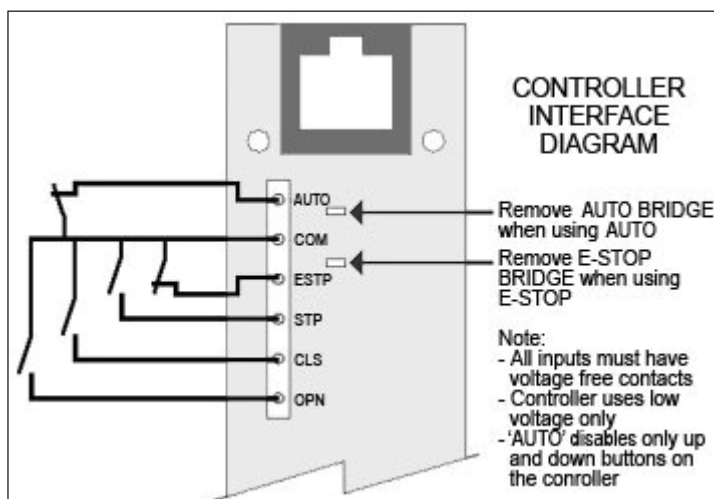 CONTROLLER
INTERFACE
DIAGRAM
AUTO
COM
ESTP
STP
CLS
OPN
Remove AUTO BRIDGE
when using AUTO
Remove E-STOP
BRIDGE when using
E-STOP
Note:
- All inputs must have
voltage free contacts
- Controller uses low
voltage only
- 'AUTO' disables only up
and down buttons on
the conroller